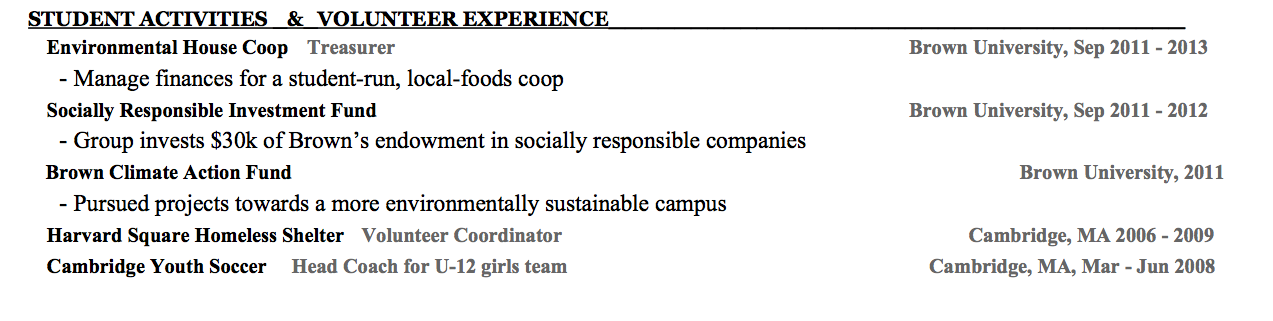 STUDENT ACTIVITIES & VOLUNTEER EXPERIENCE
Environmental House Coop Treasurer Brown University, Sep 2011 - 2013
- Manage finances for a student-run, local-foods coop
Socially Responsible Investment Fund Brown University, Sep 2011 - 2012
- Group invests $30k of Brown’s endowment in socially responsible companies
Brown Climate Action Fund Brown University, 2011
- Pursued projects towards a more environmentally sustainable campus
Harvard Square Homeless Shelter Volunteer Coordinator Cambridge, MA 2006 - 2009
Cambridge Youth Soccer Head Coach for U-12 girls team Cambridge, MA, Mar - Jun 2008